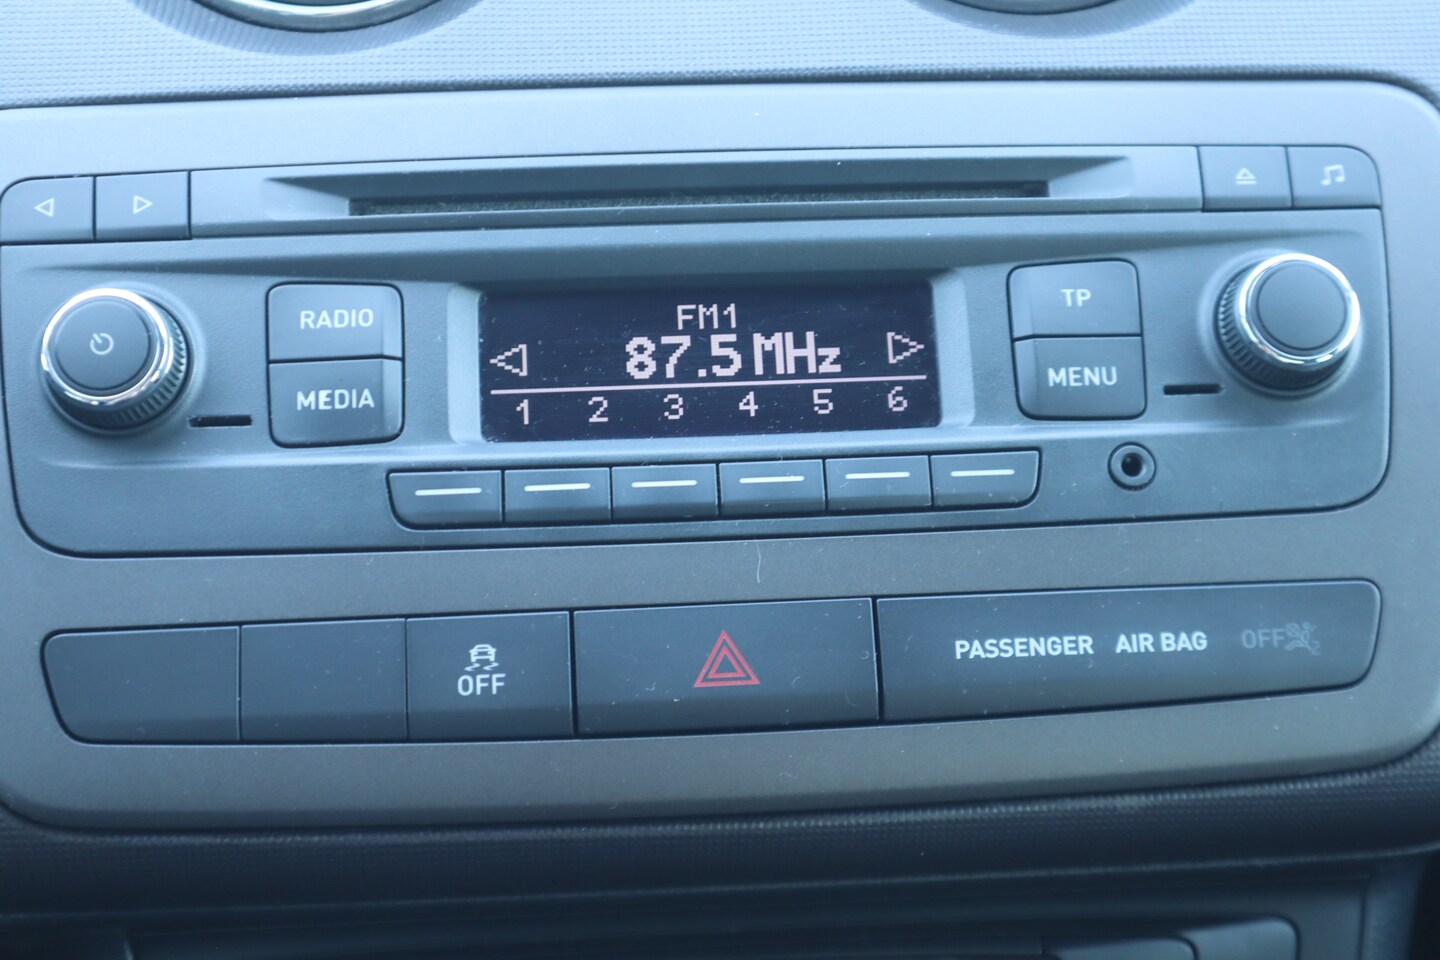 RADIO
MEDIA
FM1
87.5 MHz
1 2 3 4 5 6
TP
MENU
OFF
PASSENGER AIR BAG OFF